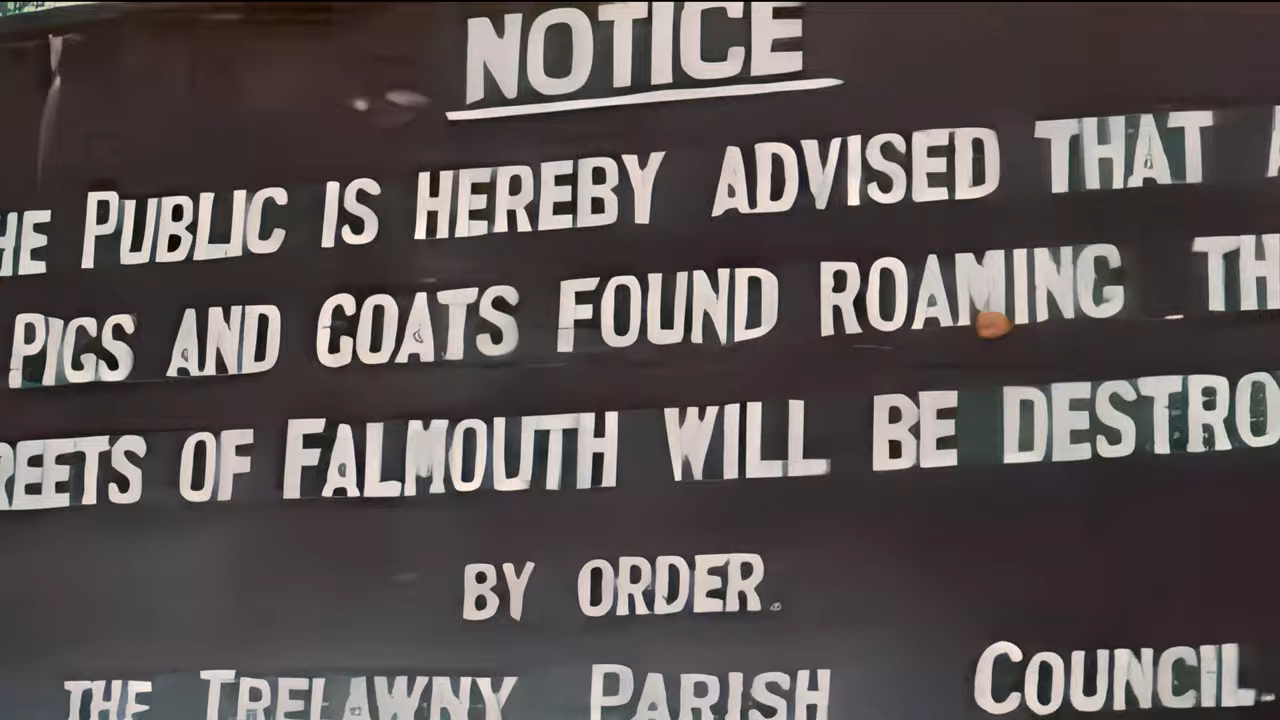 NOTICE
HE PUBLIC IS HEREBY ADVISED THAT A
PIGS AND GOATS FOUND ROAMING TH
REETS OF FALMOUTH WILL BE DESTRO
BY ORDER.
THE TRELAWNY PARISH COUNCIL.